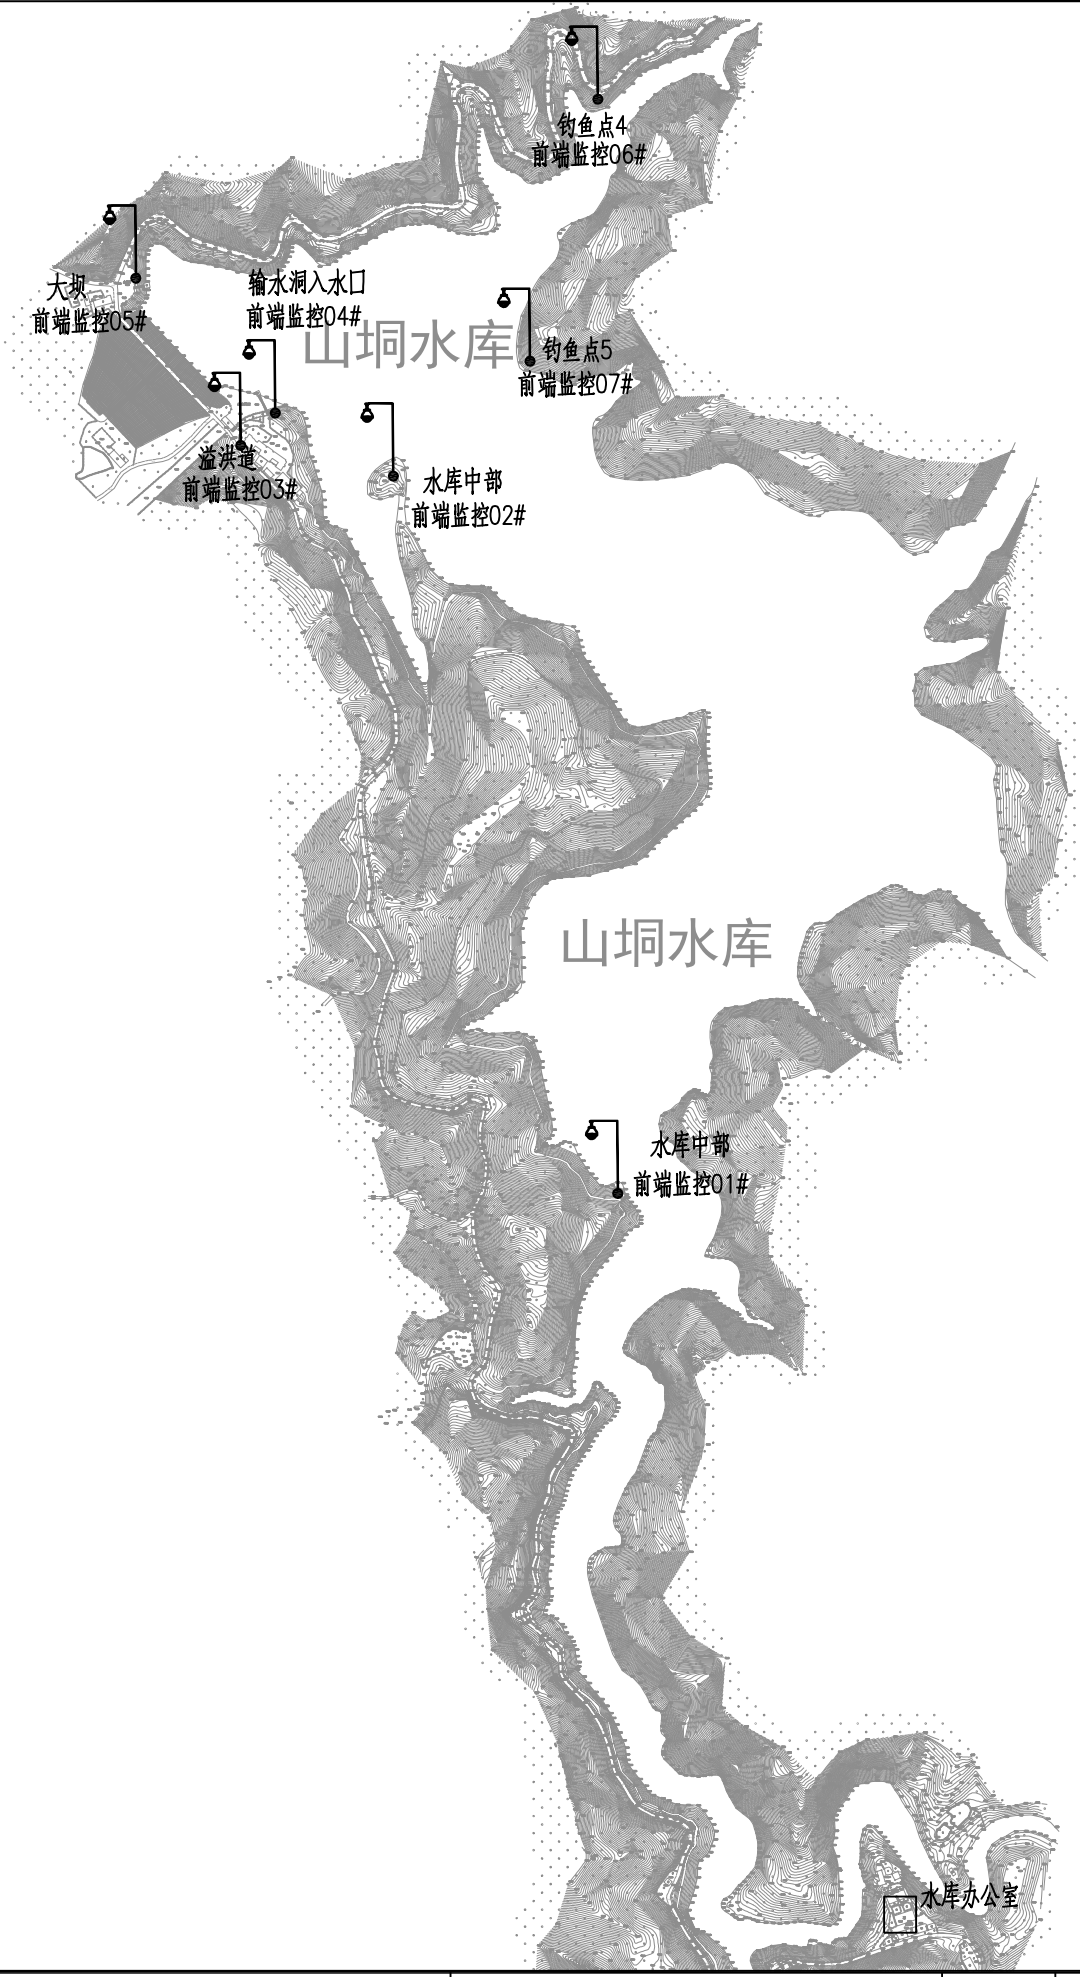 钓鱼点4
前端监控06#
大坝
前端监控05#
输水洞入水口
前端监控04#
山垌水库
钓鱼点5
前端监控07#
溢洪道
前端监控03#
水库中部
前端监控02#
山垌水库
水库中部
前端监控01#
水库办公室